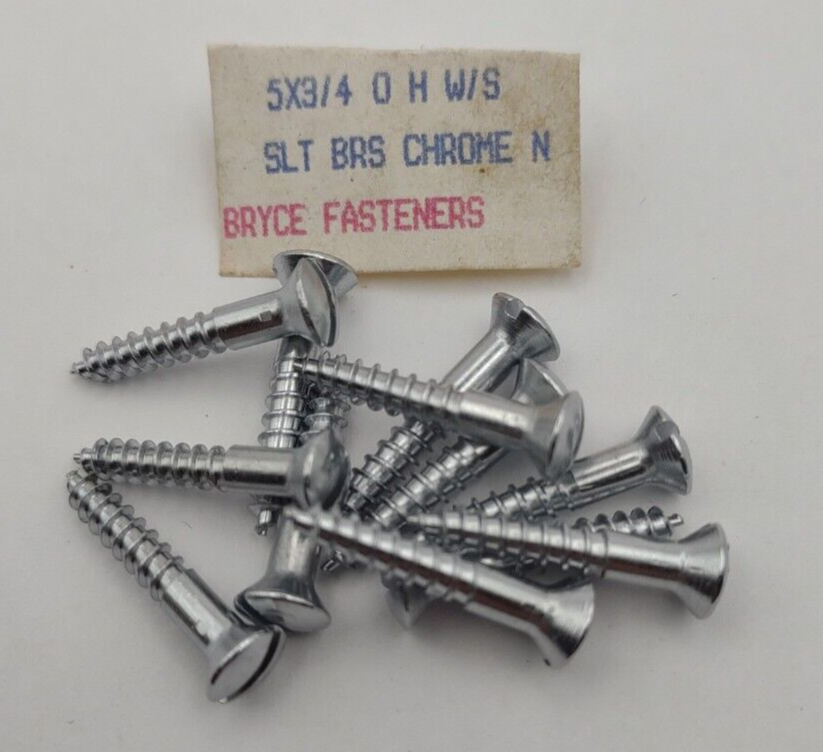 5X3/4 O H W/S
SLT BRS CHROME N
BRYCE FASTENERS